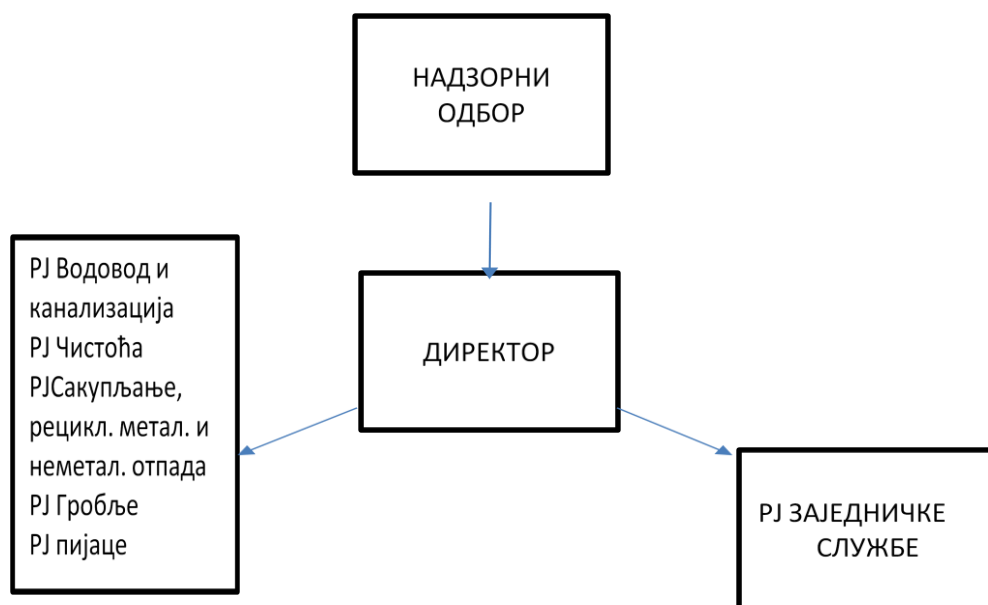 НАДЗОРНИ
ОДБОР
РЈ Водовод и
канализација
РЈ Чистоћа
РЈСакупљање,
рецикл. метал. и
неметал. отпада
РЈ Гробље
РЈ пијаце
ДИРЕКТОР
РЈ ЗАЈЕДНИЧКЕ
СЛУЖБЕ